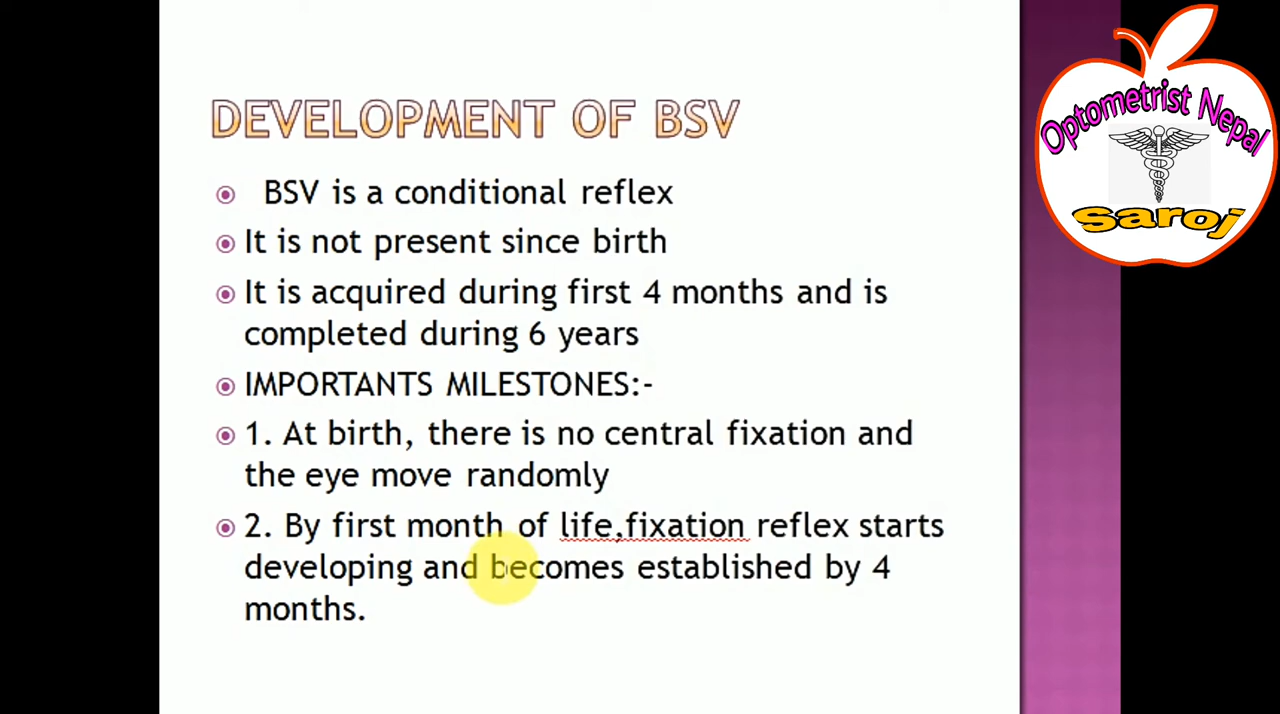 DEVELOPMENT OF BSV
BSV is a conditional reflex
It is not present since birth
It is acquired during first 4 months and is
completed during 6 years
IMPORTANTS MILESTONES:-
1. At birth, there is no central fixation and
the eye move randomly
2. By first month of life,fixation reflex starts
developing and becomes established by 4
months.
Optometrist Nepal
Saroj